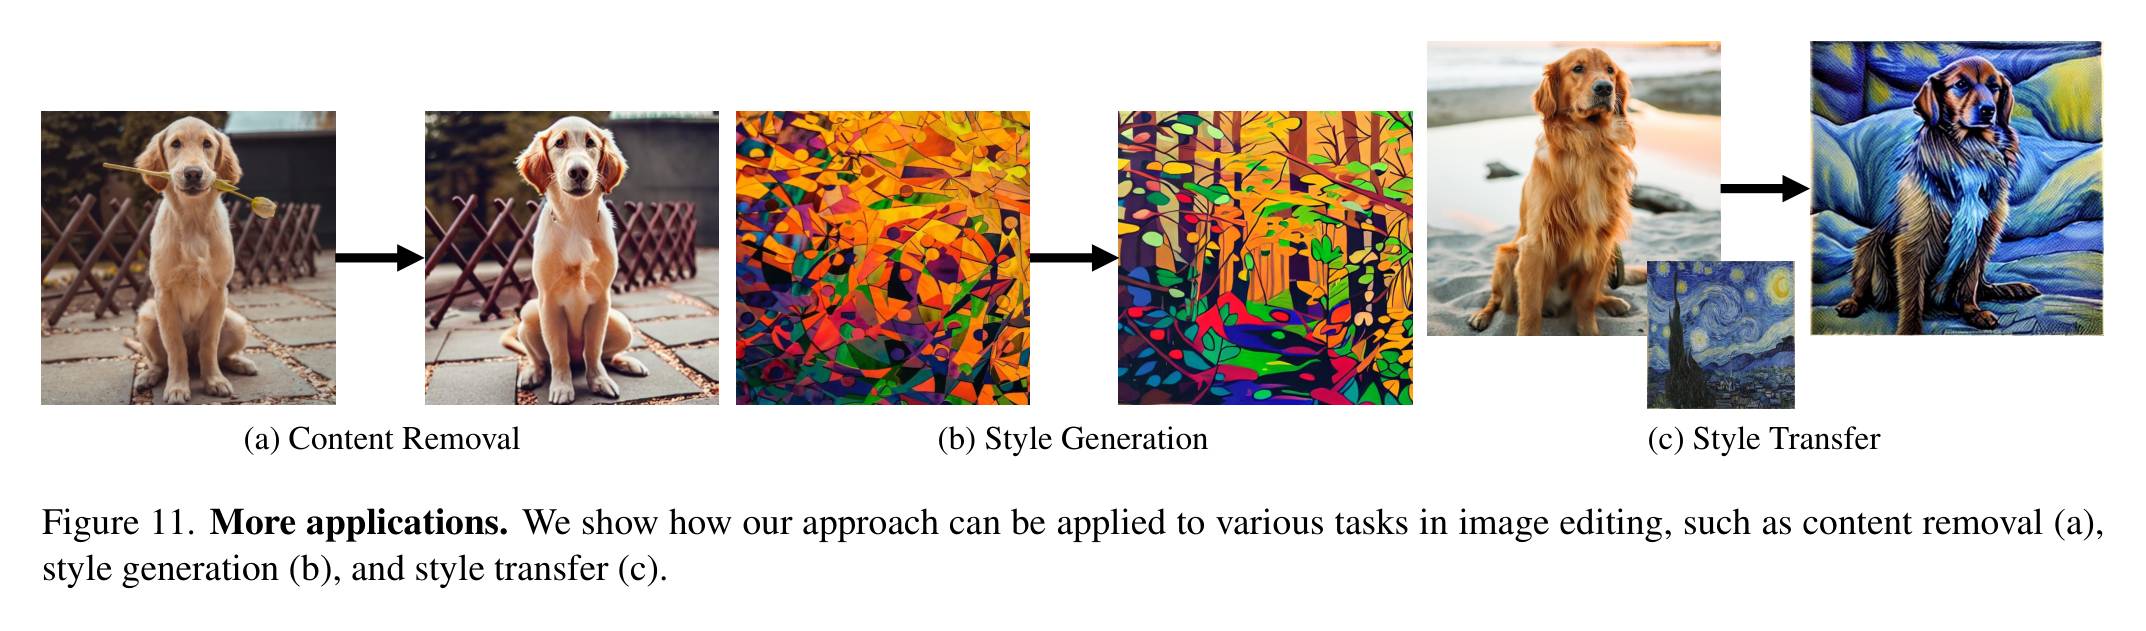 (a) Content Removal
(b) Style Generation
(c) Style Transfer
Figure 11. More applications. We show how our approach can be applied to various tasks in image editing, such as content removal (a),
style generation (b), and style transfer (c).